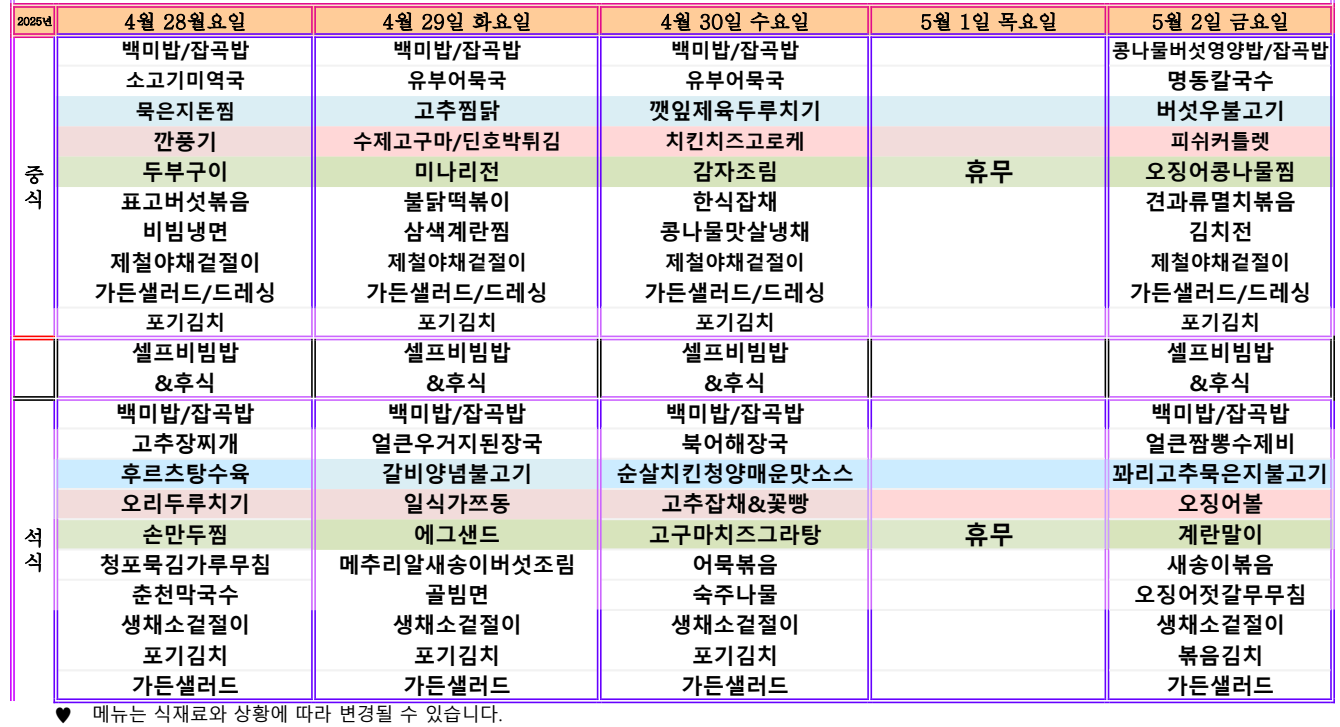 2025년 4월 28월요일 4월 29일 화요일 4월 30일 수요일 5월 1일 목요일 5월 2일 금요일
백미밥/잡곡밥 백미밥/잡곡밥 백미밥/잡곡밥 콩나물버섯영양밥/잡곡밥
소고기미역국 유부어묵국 유부어묵국 명동칼국수
묵은지돈찜 고추찜닭 깻잎제육두루치기 버섯우불고기
깐풍기 수제고구마/딘호박튀김 치킨치즈고로케 피쉬커틀렛
중식 두부구이 미나리전 감자조림 휴무 오징어콩나물찜
표고버섯볶음 불닭떡볶이 한식잡채 견과류멸치볶음
비빔냉면 삼색계란찜 콩나물맛살냉채 김치전
제철야채겉절이 제철야채겉절이 제철야채겉절이 제철야채겉절이
가든샐러드/드레싱 가든샐러드/드레싱 가든샐러드/드레싱 가든샐러드/드레싱
포기김치 포기김치 포기김치 포기김치
셀프비빔밥 셀프비빔밥 셀프비빔밥 셀프비빔밥
&후식 &후식 &후식 &후식
백미밥/잡곡밥 백미밥/잡곡밥 백미밥/잡곡밥 백미밥/잡곡밥
고추장찌개 얼큰우거지된장국 북어해장국 얼큰짬뽕수제비
후르츠탕수육 갈비양념불고기 순살치킨청양매운맛소스 꽈리고추묵은지불고기
오리두루치기 일식가쯔동 고추잡채&꽃빵 오징어볼
석식 손만두찜 에그샌드 고구마치즈그라탕 휴무 계란말이
청포묵김가루무침 메추리알새송이버섯조림 어묵볶음 새송이볶음
춘천막국수 골빔면 숙주나물 오징어젓갈무무침
생채소겉절이 생채소겉절이 생채소겉절이 생채소겉절이
포기김치 포기김치 포기김치 볶음김치
가든샐러드 가든샐러드 가든샐러드 가든샐러드
♥ 메뉴는 식재료와 상황에 따라 변경될 수 있습니다.